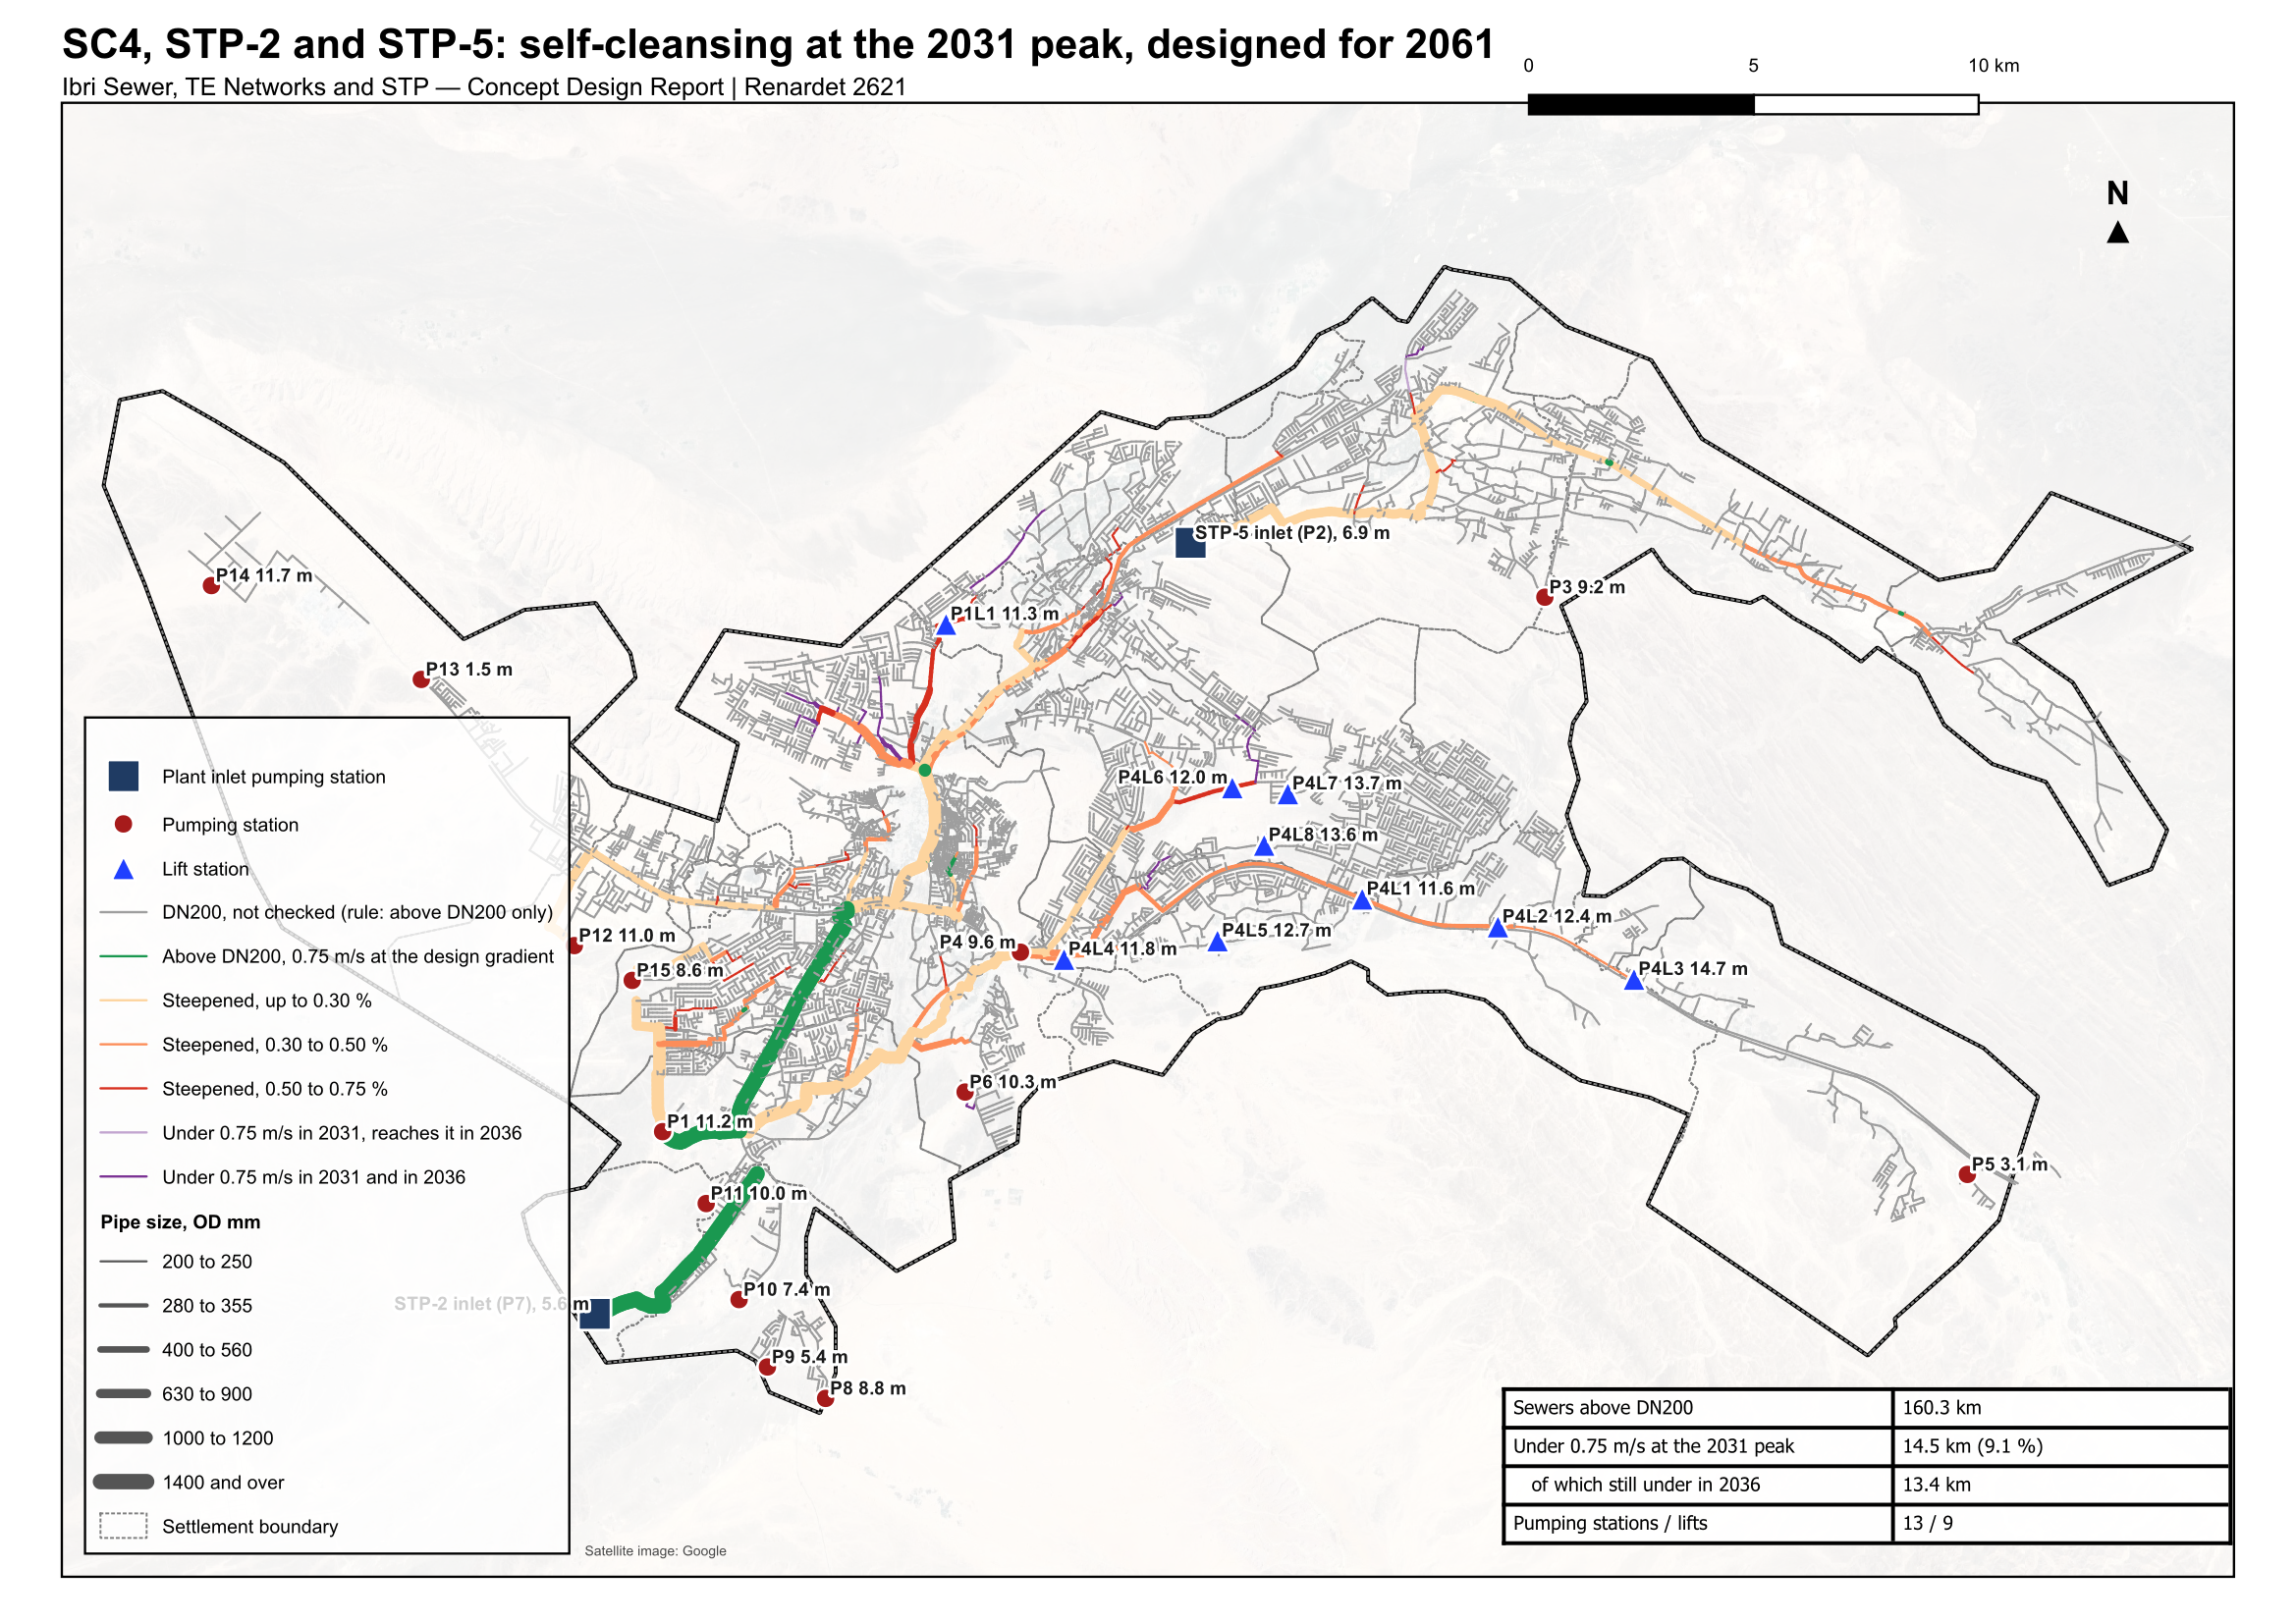 SC4, STP-2 and STP-5: self-cleansing at the 2031 peak, designed for 2061
Ibri Sewer, TE Networks and STP — Concept Design Report | Renardet 2621
0 5 10 km
N
STP-5 inlet (P2), 6.9 m
P14 11.7 m
P3 9.2 m
P1L1 11.3 m
P13 1.5 m
P4L6 12.0 m
P4L7 13.7 m
P4L8 13.6 m
P4L1 11.6 m
P4L2 12.4 m
P12 11.0 m
P4 9.6 m
P4L4 11.8 m
P4L5 12.7 m
P15 8.6 m
P4L3 14.7 m
P6 10.3 m
P1 11.2 m
P5 3.1 m
P11 10.0 m
P10 7.4 m
STP-2 inlet (P7), 5.6 m
P9 5.4 m
P8 8.8 m
Plant inlet pumping station
Pumping station
Lift station
DN200, not checked (rule: above DN200 only)
Above DN200, 0.75 m/s at the design gradient
Steepened, up to 0.30 %
Steepened, 0.30 to 0.50 %
Steepened, 0.50 to 0.75 %
Under 0.75 m/s in 2031, reaches it in 2036
Under 0.75 m/s in 2031 and in 2036
Pipe size, OD mm
200 to 250
280 to 355
400 to 560
630 to 900
1000 to 1200
1400 and over
Settlement boundary
Satellite image: Google
Sewers above DN200 160.3 km
Under 0.75 m/s at the 2031 peak 14.5 km (9.1 %)
of which still under in 2036 13.4 km
Pumping stations / lifts 13 / 9